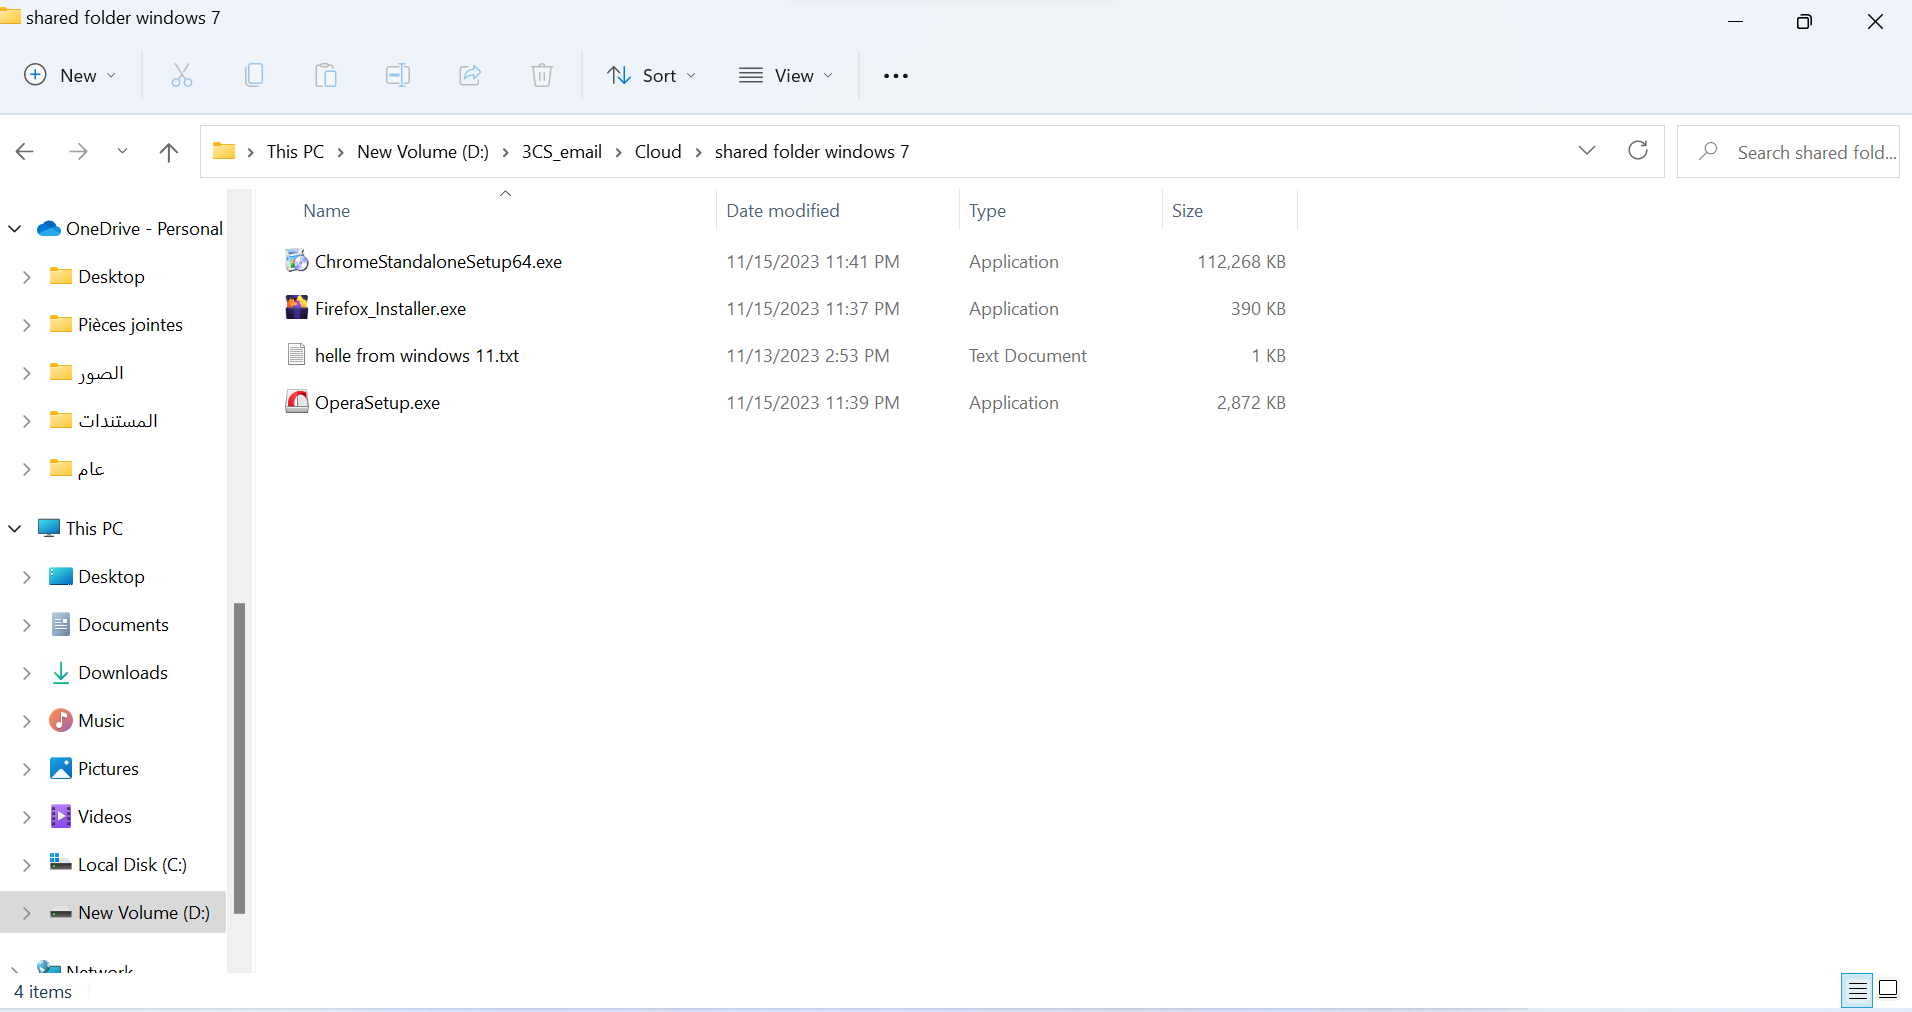 shared folder windows 7
New
Sort
View
This PC > New Volume (D:) > 3CS_email > Cloud > shared folder windows 7
Search shared fold...
Name Date modified Type Size
ChromeStandaloneSetup64.exe 11/15/2023 11:41 PM Application 112,268 KB
Firefox_Installer.exe 11/15/2023 11:37 PM Application 390 KB
helle from windows 11.txt 11/13/2023 2:53 PM Text Document 1 KB
OperaSetup.exe 11/15/2023 11:39 PM Application 2,872 KB
OneDrive - Personal
Desktop
Pièces jointes
الصور
المستندات
عام
This PC
Desktop
Documents
Downloads
Music
Pictures
Videos
Local Disk (C:)
New Volume (D:)
Network
4 items